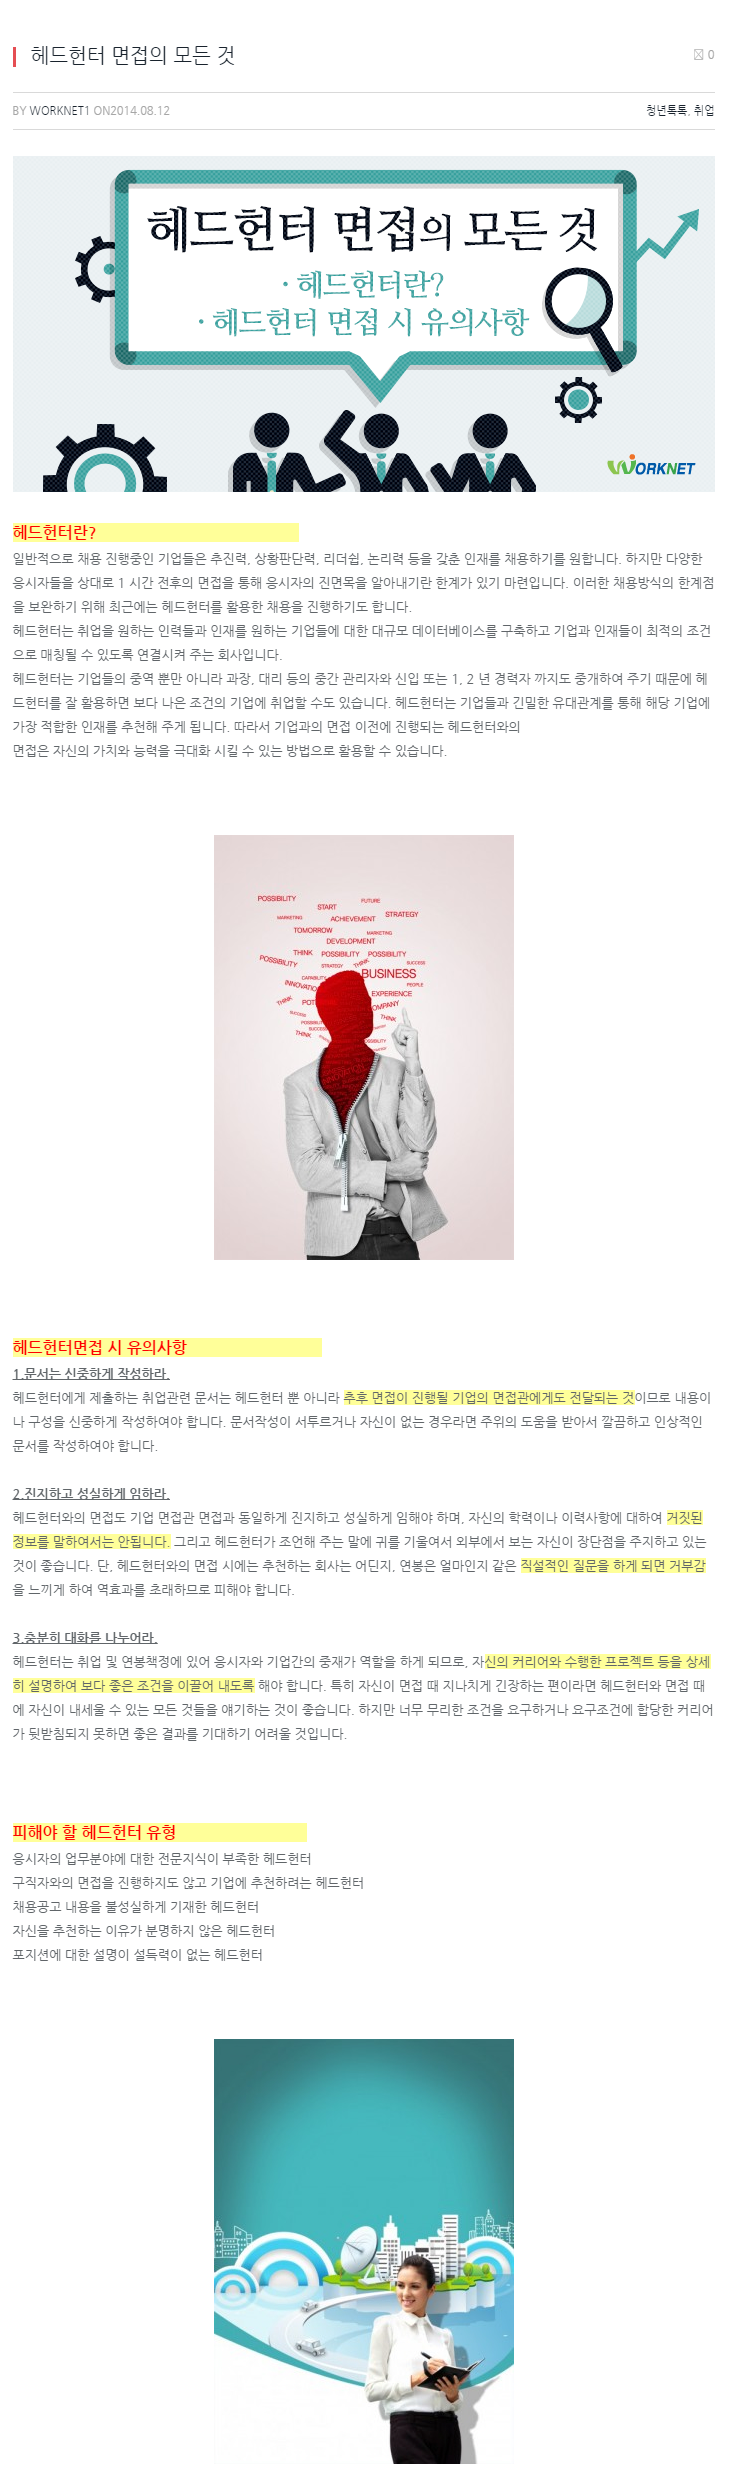 헤드헌터 면접의 모든 것
0
BY WORKNET1 ON2014.08.12
청년톡톡, 취업
헤드헌터 면접의 모든 것
· 헤드헌터란?
· 헤드헌터 면접 시 유의사항
WORKNET
헤드헌터란?
일반적으로 채용 진행중인 기업들은 추진력, 상황판단력, 리더쉽, 논리력 등을 갖춘 인재를 채용하기를 원합니다. 하지만 다양한
응시자들을 상대로 1 시간 전후의 면접을 통해 응시자의 진면목을 알아내기란 한계가 있기 마련입니다. 이러한 채용방식의 한계점
을 보완하기 위해 최근에는 헤드헌터를 활용한 채용을 진행하기도 합니다.
헤드헌터는 취업을 원하는 인력들과 인재를 원하는 기업들에 대한 대규모 데이터베이스를 구축하고 기업과 인재들이 최적의 조건
으로 매칭될 수 있도록 연결시켜 주는 회사입니다.
헤드헌터는 기업들의 중역 뿐만 아니라 과장, 대리 등의 중간 관리자와 신입 또는 1, 2 년 경력자 까지도 중개하여 주기 때문에 헤
드헌터를 잘 활용하면 보다 나은 조건의 기업에 취업할 수도 있습니다. 헤드헌터는 기업들과 긴밀한 유대관계를 통해 해당 기업에
가장 적합한 인재를 추천해 주게 됩니다. 따라서 기업과의 면접 이전에 진행되는 헤드헌터와의
면접은 자신의 가치와 능력을 극대화 시킬 수 있는 방법으로 활용할 수 있습니다.
POSSIBILITY
FUTURE
START
MARKETING
ACHIEVEMENT
STRATEGY
TOMORROW
MARKETING
DEVELOPMENT
THINK
POSSIBILITY
POSSIBILITY
POSSIBILITY
STRATEGY
THINK
SUCCESS
CAPABILITY
BUSINESS
INNOVATION
PEOPLE
EXPERIENCE
THINK
POT
OMPANY
SUCCESS
THINK
POSSIBILITY
SUCCESS
THINK
헤드헌터면접 시 유의사항
1.문서는 신중하게 작성하라.
헤드헌터에게 제출하는 취업관련 문서는 헤드헌터 뿐 아니라 추후 면접이 진행될 기업의 면접관에게도 전달되는 것이므로 내용이
나 구성을 신중하게 작성하여야 합니다. 문서작성이 서투르거나 자신이 없는 경우라면 주위의 도움을 받아서 깔끔하고 인상적인
문서를 작성하여야 합니다.
2.진지하고 성실하게 임하라.
헤드헌터와의 면접도 기업 면접관 면접과 동일하게 진지하고 성실하게 임해야 하며, 자신의 학력이나 이력사항에 대하여 거짓된
정보를 말하여서는 안됩니다. 그리고 헤드헌터가 조언해 주는 말에 귀를 기울여서 외부에서 보는 자신이 장단점을 주지하고 있는
것이 좋습니다. 단, 헤드헌터와의 면접 시에는 추천하는 회사는 어딘지, 연봉은 얼마인지 같은 직설적인 질문을 하게 되면 거부감
을 느끼게 하여 역효과를 초래하므로 피해야 합니다.
3.충분히 대화를 나누어라.
헤드헌터는 취업 및 연봉책정에 있어 응시자와 기업간의 중재가 역할을 하게 되므로, 자신의 커리어와 수행한 프로젝트 등을 상세
히 설명하여 보다 좋은 조건을 이끌어 내도록 해야 합니다. 특히 자신이 면접 때 지나치게 긴장하는 편이라면 헤드헌터와 면접 때
에 자신이 내세울 수 있는 모든 것들을 얘기하는 것이 좋습니다. 하지만 너무 무리한 조건을 요구하거나 요구조건에 합당한 커리어
가 뒷받침되지 못하면 좋은 결과를 기대하기 어려울 것입니다.
피해야 할 헤드헌터 유형
응시자의 업무분야에 대한 전문지식이 부족한 헤드헌터
구직자와의 면접을 진행하지도 않고 기업에 추천하려는 헤드헌터
채용공고 내용을 불성실하게 기재한 헤드헌터
자신을 추천하는 이유가 분명하지 않은 헤드헌터
포지션에 대한 설명이 설득력이 없는 헤드헌터